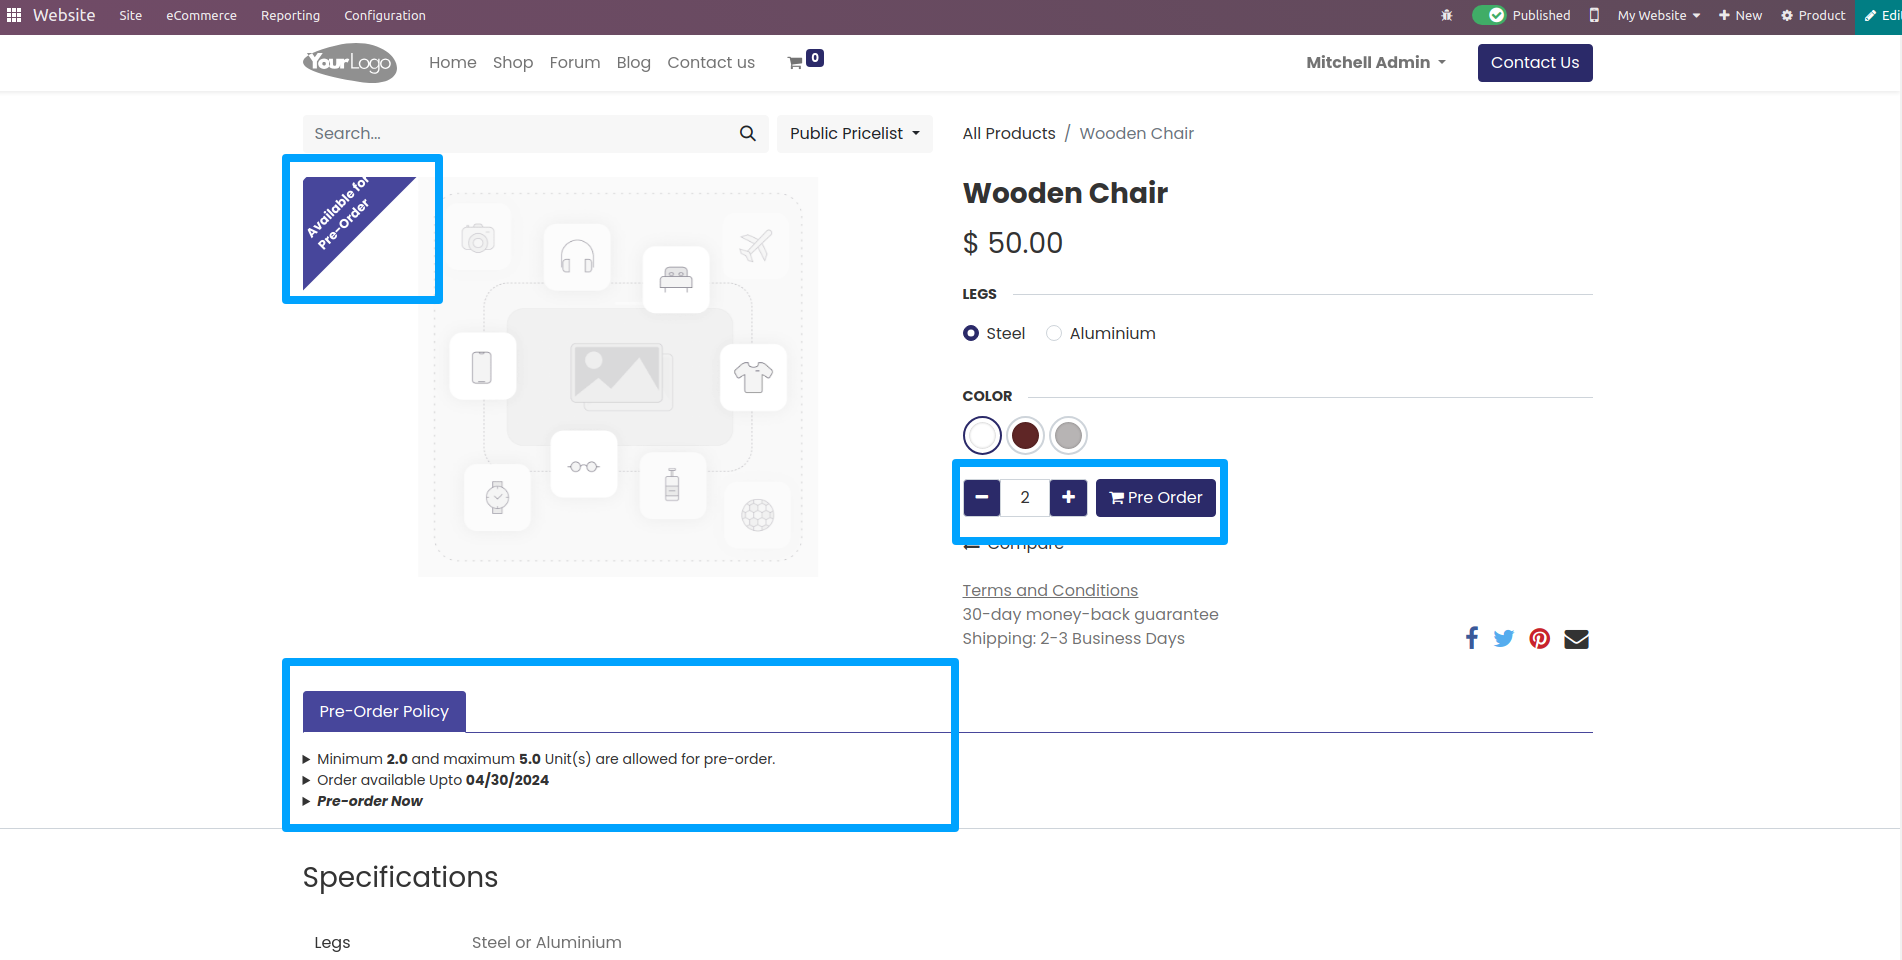 Website Site eCommerce Reporting Configuration Published My Website New Product Edi
YourLogo Home Shop Forum Blog Contact us 0 Mitchell Admin Contact Us
Search... Public Pricelist All Products / Wooden Chair
Available for
Pre-Order
Wooden Chair
$ 50.00
LEGS
Steel Aluminium
COLOR
2 Pre Order
Compare
Terms and Conditions
30-day money-back guarantee
Shipping: 2-3 Business Days
Pre-Order Policy
Minimum 2.0 and maximum 5.0 Unit(s) are allowed for pre-order.
Order available Upto 04/30/2024
Pre-order Now
Specifications
Legs Steel or Aluminium